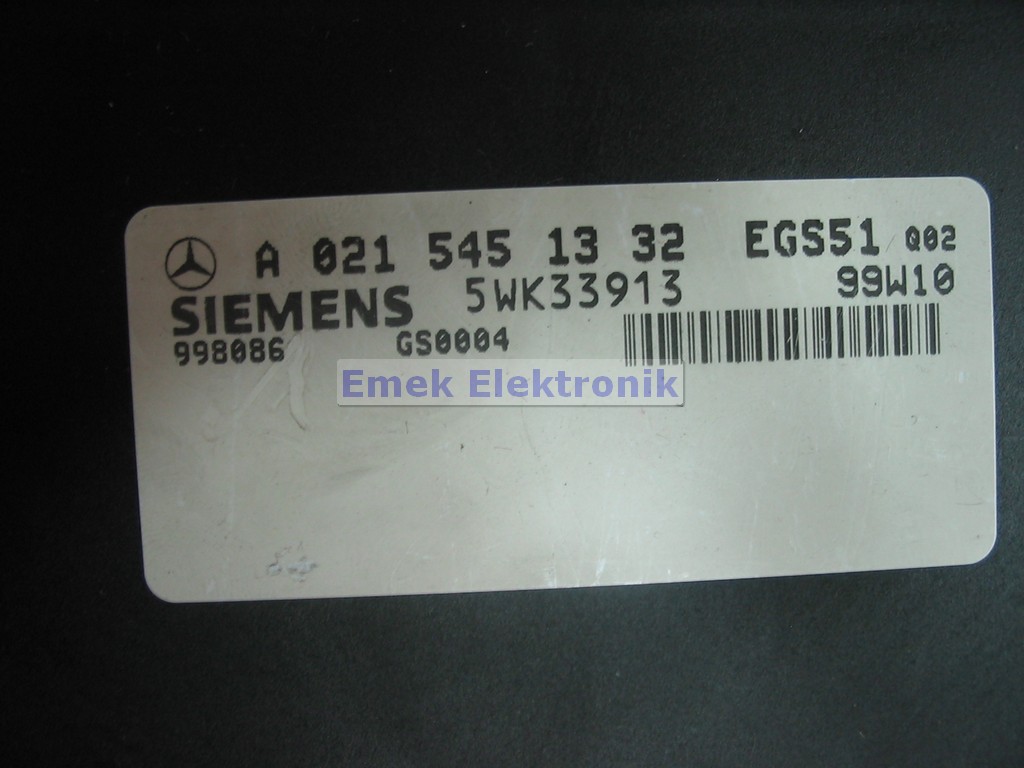 A 021 545 13 32 EGS51 Q02
SIEMENS 5WK33913 99W10
998086 GS0004
Emek Elektronik